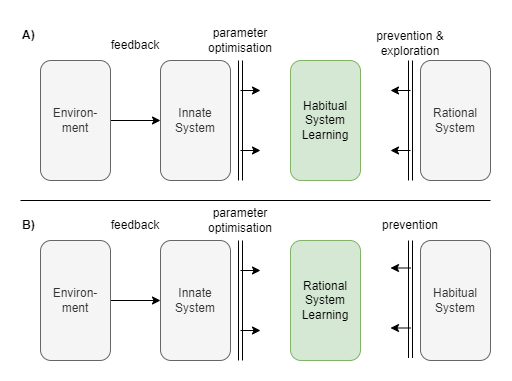 A)
feedback
parameter
optimisation
prevention &
exploration
Environ-
ment
Innate
System
Habitual
System
Learning
Rational
System
B)
feedback
parameter
optimisation
prevention
Environ-
ment
Innate
System
Rational
System
Learning
Habitual
System